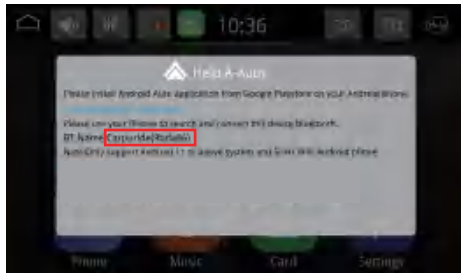 10:36
Help A-Auto
Please install Android Auto application from Google Playstore on your Android phone.
Please use your Phone to search and connect this device bluetooth.
BT Name:
Note:Only support Android 11 or above system and 5GHz Wifi Android phone
Phone
Music
Card
Settings